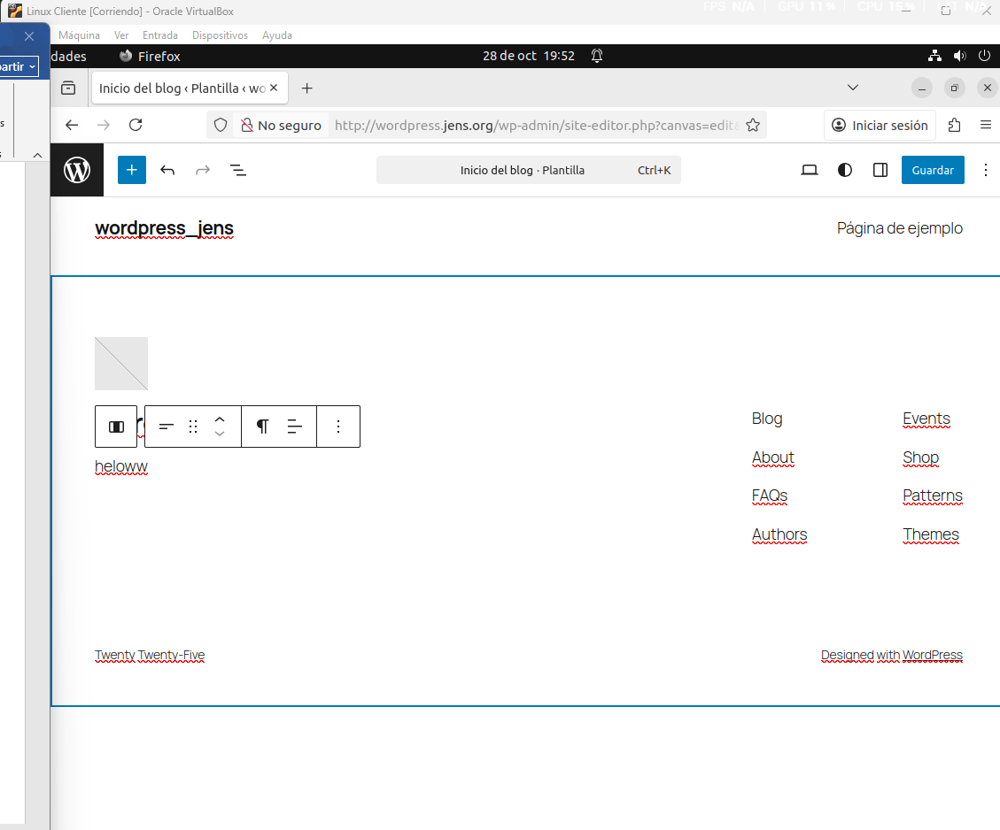 Linux Cliente [Corriendo] - Oracle VirtualBox
FPS N/A GPU 11% CPU 15% LAT N/A
Máquina Ver Entrada Dispositivos Ayuda
artir
dades Firefox 28 de oct 19:52
Inicio del blog ‹ Plantilla ‹ wo
No seguro http://wordpress.jens.org/wp-admin/site-editor.php?canvas=edit&
Iniciar sesión
Inicio del blog · Plantilla Ctrl+K
Guardar
wordpress_jens Página de ejemplo
heloww
Blog Events
About Shop
FAQs Patterns
Authors Themes
Twenty Twenty-Five Designed with WordPress